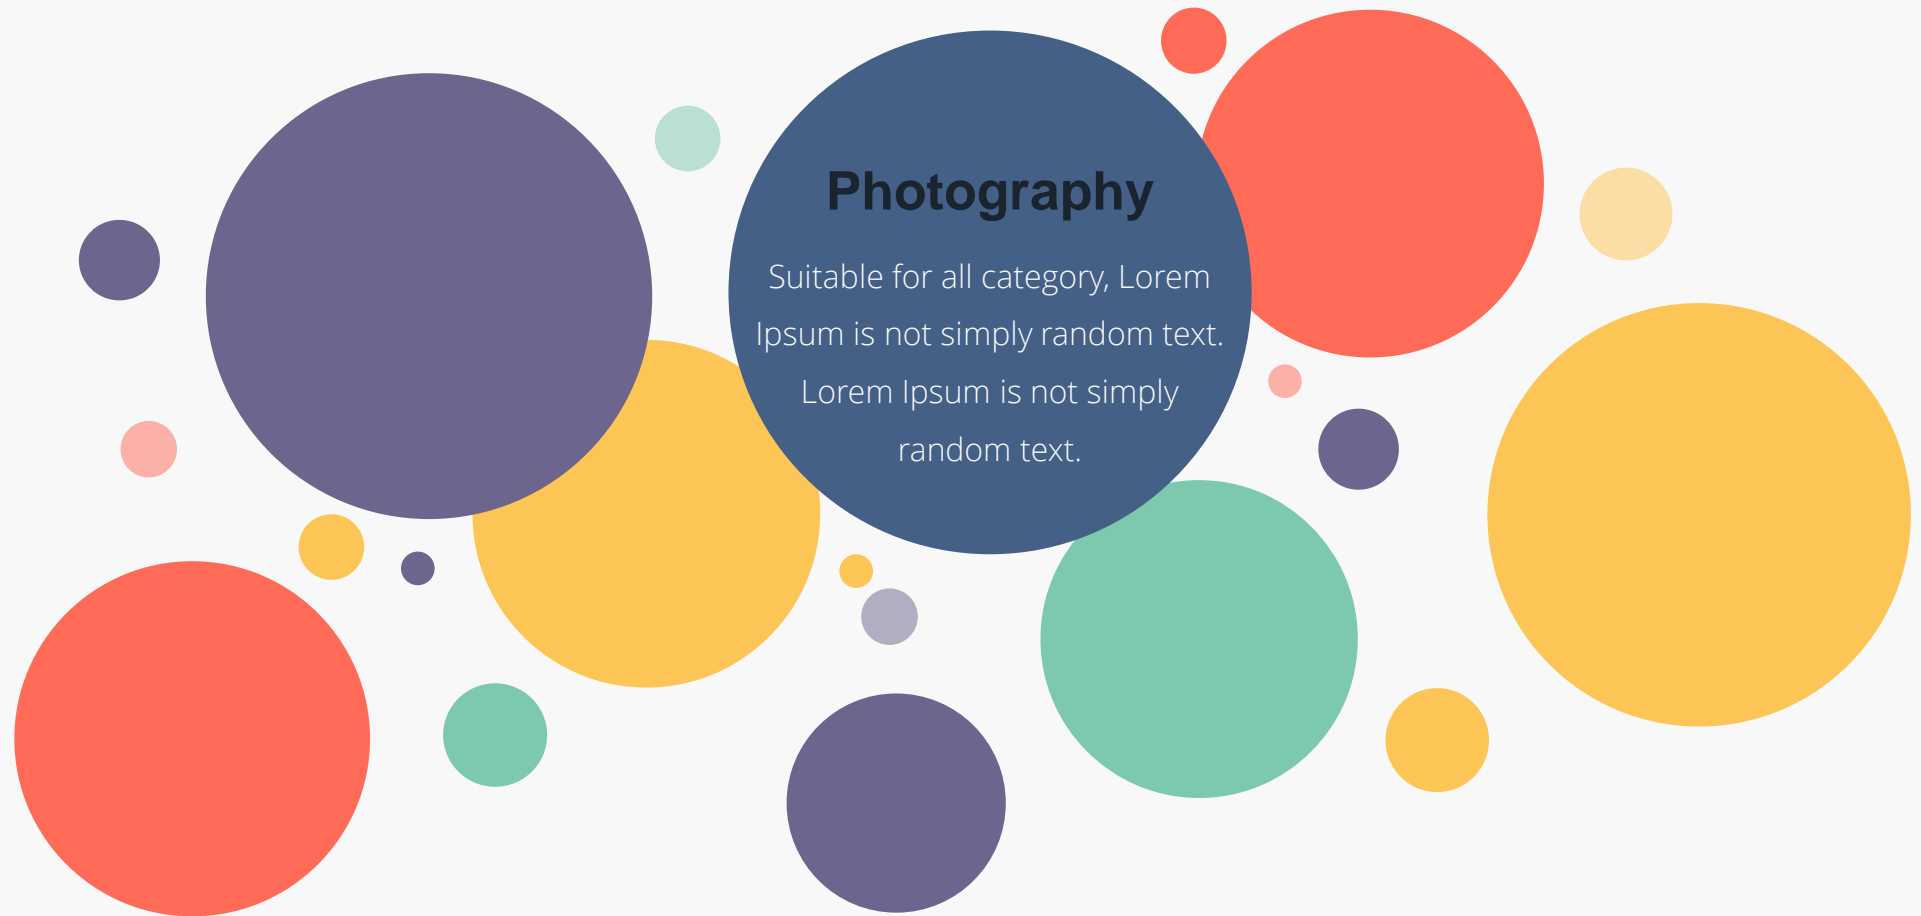 Photography
Suitable for all category, Lorem
Ipsum is not simply random text.
Lorem Ipsum is not simply
random text.